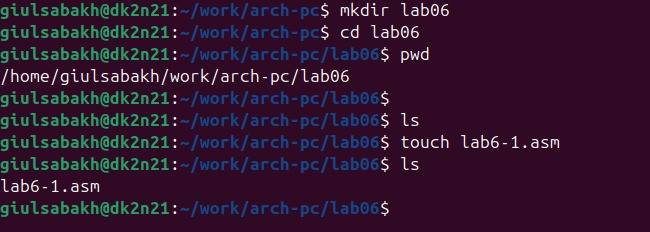 giulsabakh@dk2n21:~/work/arch-pc$ mkdir lab06
giulsabakh@dk2n21:~/work/arch-pc$ cd lab06
giulsabakh@dk2n21:~/work/arch-pc/lab06$ pwd
/home/giulsabakh/work/arch-pc/lab06
giulsabakh@dk2n21:~/work/arch-pc/lab06$
giulsabakh@dk2n21:~/work/arch-pc/lab06$ ls
giulsabakh@dk2n21:~/work/arch-pc/lab06$ touch lab6-1.asm
giulsabakh@dk2n21:~/work/arch-pc/lab06$ ls
lab6-1.asm
giulsabakh@dk2n21:~/work/arch-pc/lab06$